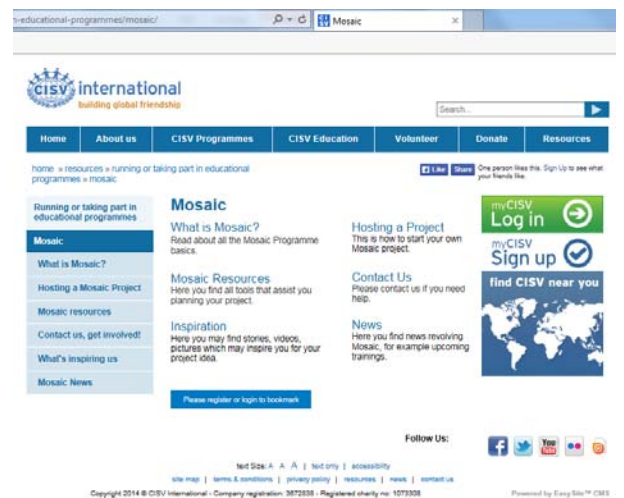 n-educational-programmes/mosaic/
Mosaic
CISV international
building global friendship
Search...
Home
About us
CISV Programmes
CISV Education
Volunteer
Donate
Resources
home » resources » running or taking part in educational
programmes » mosaic
Like
Share
One person likes this. Sign Up to see what
your friends like.
Running or taking part in
educational programmes
Mosaic
What is Mosaic?
Hosting a Mosaic Project
Mosaic resources
Contact us, get involved!
What's inspiring us
Mosaic News
Mosaic
What is Mosaic?
Read about all the Mosaic Programme
basics.
Mosaic Resources
Here you find all tools that assist you
planning your project.
Inspiration
Here you may find stories, videos,
pictures which may inspire you for your
project idea.
Hosting a Project
This is how to start your own
Mosaic project.
Contact Us
Please contact us if you need
help.
News
Here you find news revolving
Mosaic, for example upcoming
trainings.
Please register or login to bookmark
myCISV
Log in
myCISV
Sign up
find CISV near you
Follow Us:
You
Tube
text Size: A A A | text only | accessibility
site map | terms & conditions | privacy policy | resources | news | contact us
Copyright 2014 © CISV International - Company registration: 3672838 - Registered charity no: 1073308
Powered by EasySite™ CMS